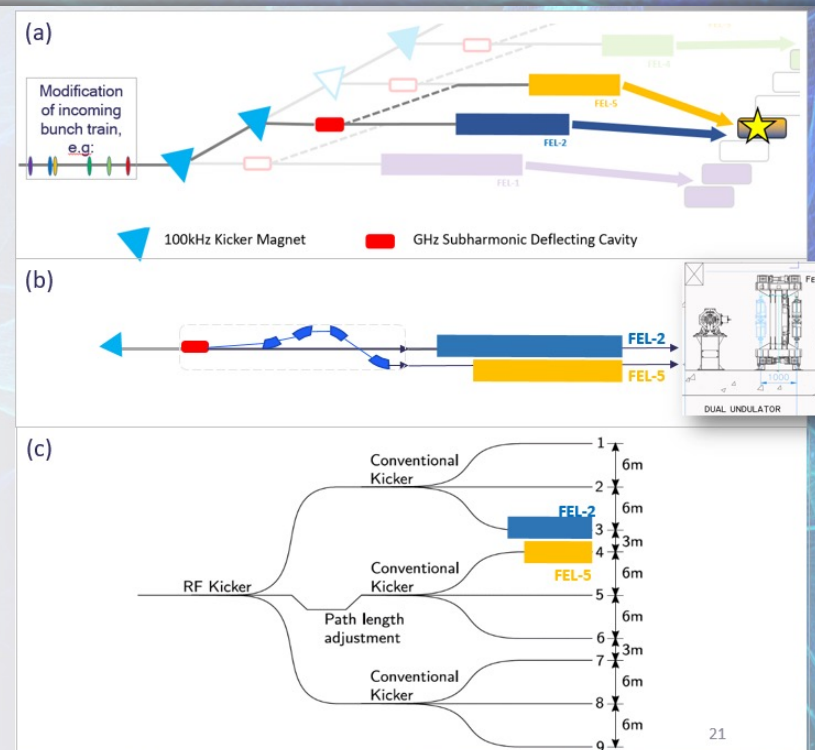 (a)
Modification
of incoming
bunch train,
e.g:
FEL-5
FEL-2
FEL-1
100kHz Kicker Magnet
GHz Subharmonic Deflecting Cavity
(b)
FEL-2
FEL-5
1000
DUAL UNDULATOR
(c)
Conventional
Kicker
1
6m
2
6m
FEL-2
3
3m
4
FEL-5
Conventional
Kicker
6m
RF Kicker
5
Path length
adjustment
6m
6
3m
7
Conventional
Kicker
6m
8
6m
9
21